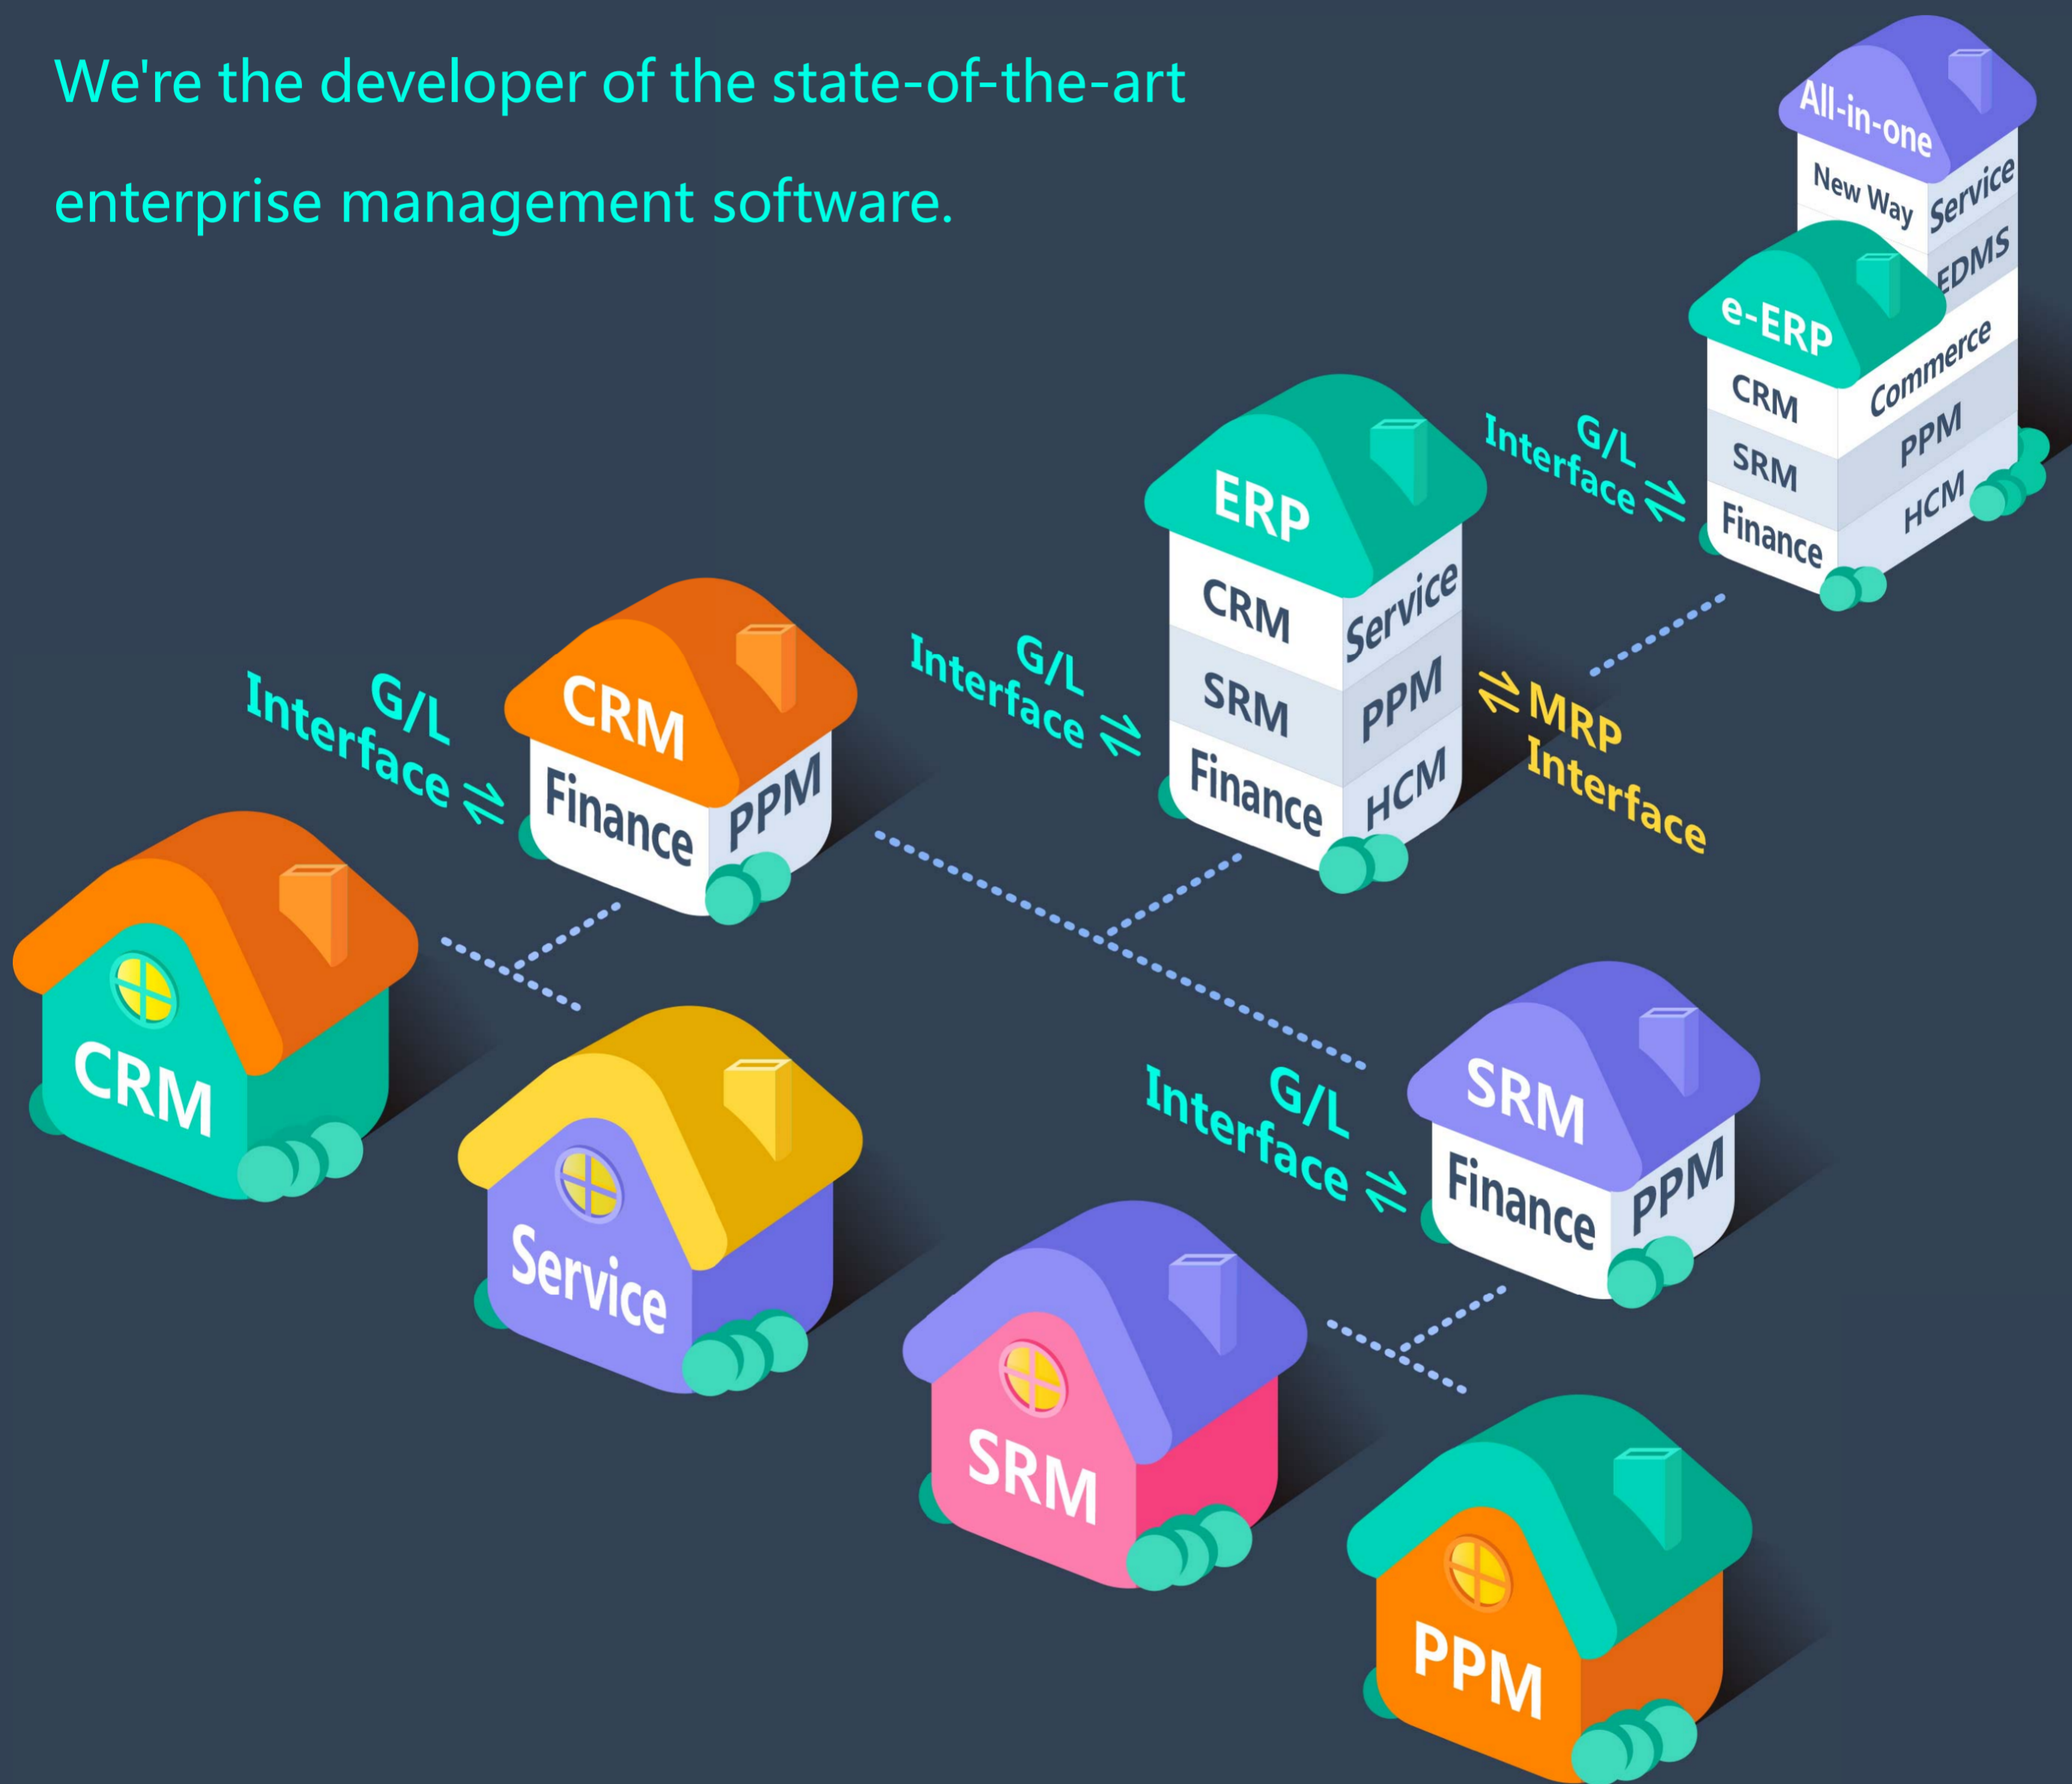 We're the developer of the state-of-the-art
enterprise management software.
All-in-one
New Way
Service
EDMS
e-ERP
CRM
SRM
Finance
Commerce
PPM
HCM
G/L
Interface
ERP
CRM
SRM
Finance
Service
PPM
HCM
G/L
Interface
MRP
Interface
CRM
Finance
PPM
G/L
Interface
CRM
Service
SRM
Finance
PPM
G/L
Interface
SRM
PPM